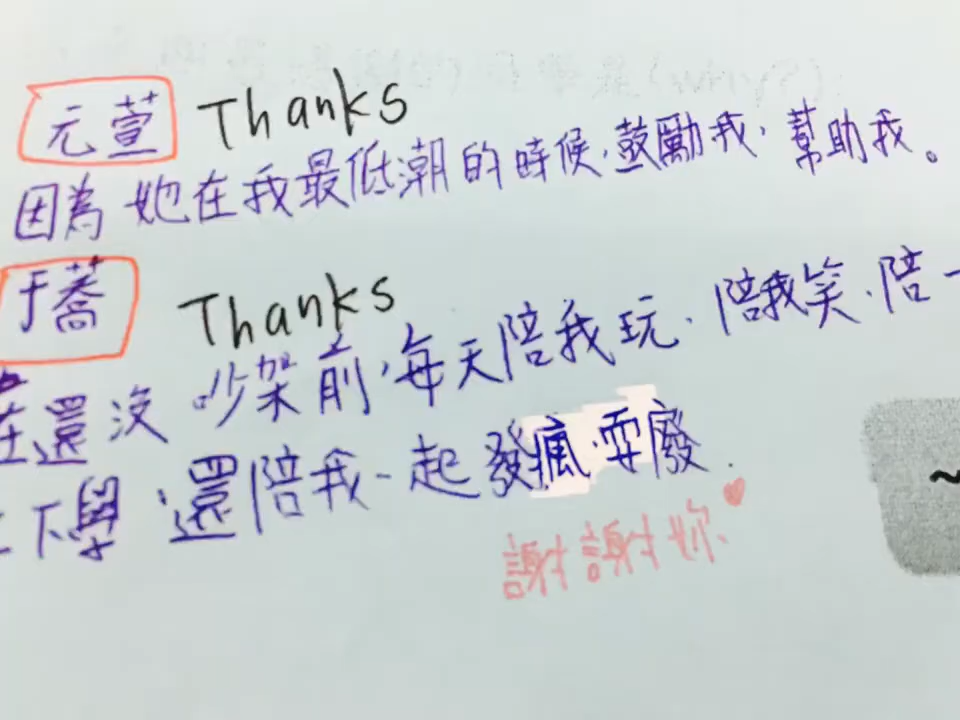 元萱 Thanks
因為她在我最低潮的時候,鼓勵我,幫助我。
于蕎 Thanks
在還沒吵架前,每天陪我玩、陪我笑、陪一
下學,還陪我一起發瘋、耍廢.
謝謝妳♥